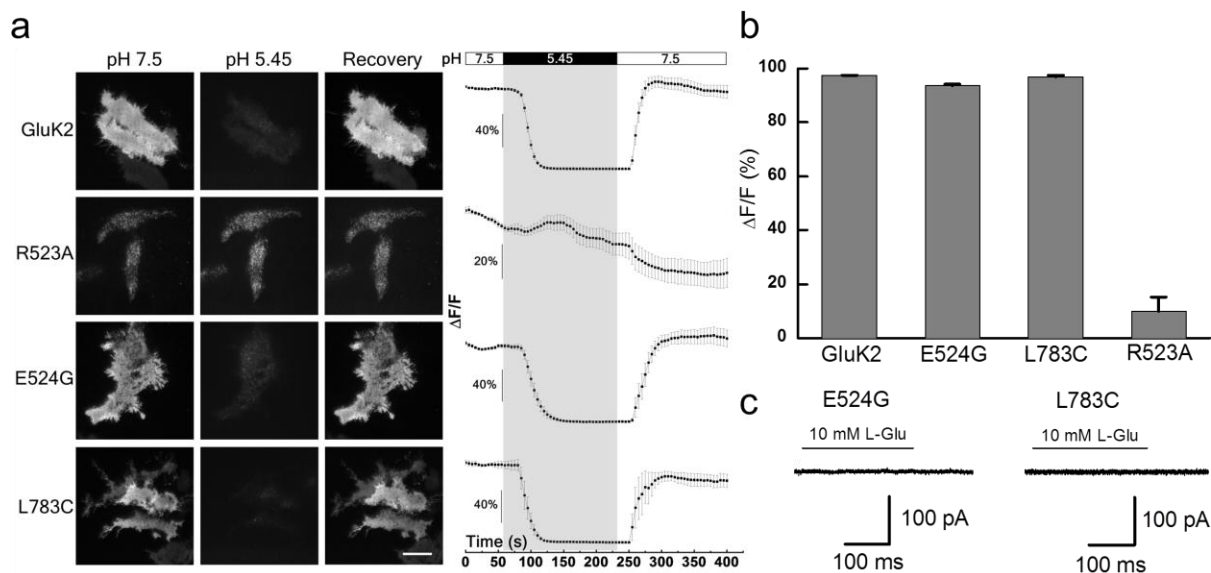 a
pH 7.5 pH 5.45 Recovery
GluK2
R523A
E524G
L783C
pH 7.5 5.45 7.5
40%
20%
40%
40%
ΔF/F
Time (s)
0 50 100 150 200 250 300 350 400
b
100
80
60
40
20
0
ΔF/F (%)
GluK2 E524G L783C R523A
c
E524G L783C
10 mM L-Glu 10 mM L-Glu
100 pA 100 pA
100 ms 100 ms